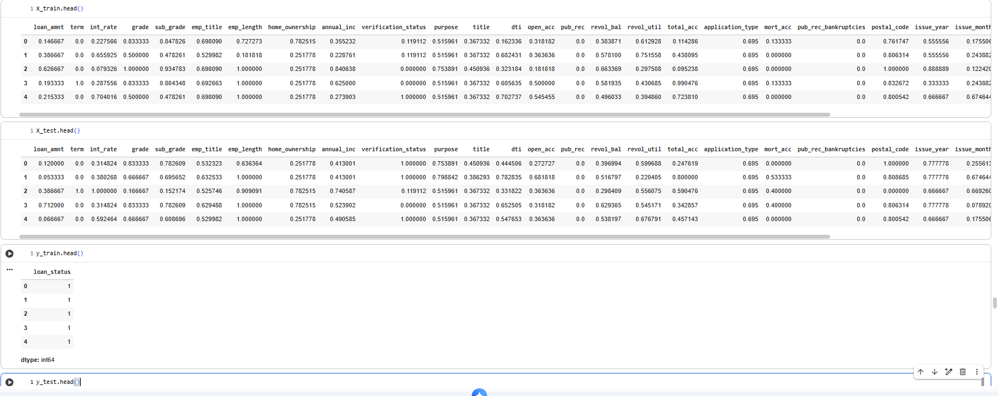 1 X_train.head()
loan_amnt term int_rate grade sub_grade emp_title emp_length home_ownership annual_inc verification_status purpose title dti open_acc pub_rec revol_bal revol_util total_acc application_type mort_acc pub_rec_bankruptcies postal_code issue_year issue_month
0 0.146667 0.0 0.227566 0.833333 0.847826 0.698090 0.727273 0.782515 0.355232 0.119112 0.515961 0.367332 0.162336 0.318182 0.0 0.383871 0.612928 0.114286 0.695 0.133333 0.0 0.761747 0.555556 0.175506
1 0.386667 0.0 0.655925 0.500000 0.478261 0.529982 0.181818 0.251778 0.228761 0.119112 0.515961 0.367332 0.682431 0.363636 0.0 0.578100 0.751558 0.438095 0.695 0.000000 0.0 0.806314 0.555556 0.243882
2 0.626667 0.0 0.079326 1.000000 0.934783 0.698090 1.000000 0.251778 0.840638 0.000000 0.753891 0.450936 0.323184 0.181818 0.0 0.663369 0.297508 0.095238 0.695 0.000000 0.0 1.000000 0.888889 0.122420
3 0.193333 1.0 0.287556 0.833333 0.804348 0.692663 1.000000 0.251778 0.625000 0.000000 0.515961 0.367332 0.605635 0.500000 0.0 0.581935 0.430685 0.990476 0.695 0.133333 0.0 0.832672 0.333333 0.243882
4 0.215333 0.0 0.704016 0.500000 0.478261 0.698090 1.000000 0.251778 0.273903 1.000000 0.515961 0.367332 0.702737 0.545455 0.0 0.496033 0.394860 0.723810 0.695 0.000000 0.0 0.800542 0.666667 0.674644
1 X_test.head()
loan_amnt term int_rate grade sub_grade emp_title emp_length home_ownership annual_inc verification_status purpose title dti open_acc pub_rec revol_bal revol_util total_acc application_type mort_acc pub_rec_bankruptcies postal_code issue_year issue_month
0 0.120000 0.0 0.314824 0.833333 0.782609 0.532323 0.636364 0.251778 0.413001 1.000000 0.753891 0.450936 0.444506 0.272727 0.0 0.396994 0.599688 0.247619 0.695 0.000000 0.0 1.000000 0.777778 0.255613
1 0.053333 0.0 0.380268 0.666667 0.695652 0.632533 1.000000 0.251778 0.413001 1.000000 0.798842 0.386293 0.782835 0.681818 0.0 0.516797 0.220405 0.800000 0.695 0.533333 0.0 0.808685 0.777778 0.674644
2 0.386667 1.0 1.000000 0.166667 0.152174 0.525746 0.909091 0.782515 0.740587 0.119112 0.515961 0.367332 0.331822 0.363636 0.0 0.298409 0.556075 0.590476 0.695 0.400000 0.0 0.000000 0.666667 0.669260
3 0.712000 0.0 0.314824 0.833333 0.782609 0.629488 1.000000 0.782515 0.523902 0.000000 0.515961 0.367332 0.652505 0.318182 0.0 0.629365 0.545171 0.342857 0.695 0.400000 0.0 0.806314 0.777778 0.078920
4 0.066667 0.0 0.592464 0.666667 0.608696 0.529982 1.000000 0.251778 0.490585 1.000000 0.515961 0.367332 0.547653 0.363636 0.0 0.538197 0.676791 0.457143 0.695 0.000000 0.0 0.800542 0.666667 0.175506
1 y_train.head()
loan_status
0 1
1 1
2 1
3 1
4 1
dtype: int64
1 y_test.head()